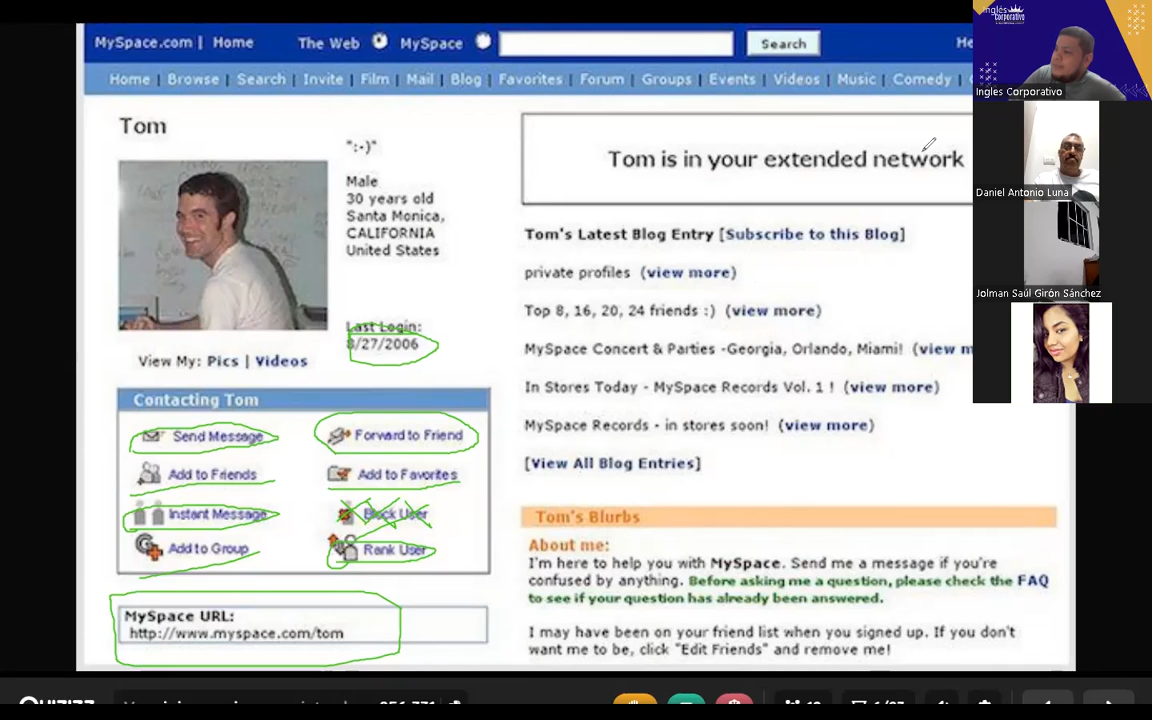 MySpace.com | Home The Web MySpace Search He
Home | Browse | Search | Invite | Film | Mail | Blog | Favorites | Forum | Groups | Events | Videos | Music | Comedy |
Tom
":-)"
Male
30 years old
Santa Monica,
CALIFORNIA
United States
Last Login:
8/27/2006
View My: Pics | Videos
Contacting Tom
Send Message Forward to Friend
Add to Friends Add to Favorites
Instant Message Block User
Add to Group Rank User
MySpace URL:
http://www.myspace.com/tom
Tom is in your extended network
Tom's Latest Blog Entry [Subscribe to this Blog]
private profiles (view more)
Top 8, 16, 20, 24 friends :) (view more)
MySpace Concert & Parties -Georgia, Orlando, Miami! (view m
In Stores Today - MySpace Records Vol. 1 ! (view more)
MySpace Records - in stores soon! (view more)
[View All Blog Entries]
Tom's Blurbs
About me:
I'm here to help you with MySpace. Send me a message if you're
confused by anything. Before asking me a question, please check the FAQ
to see if your question has already been answered.
I may have been on your friend list when you signed up. If you don't
want me to be, click "Edit Friends" and remove me!
Inglés
corporativo
Ingles Corporativo
Daniel Antonio Luna
Jolman Saúl Girón Sánchez